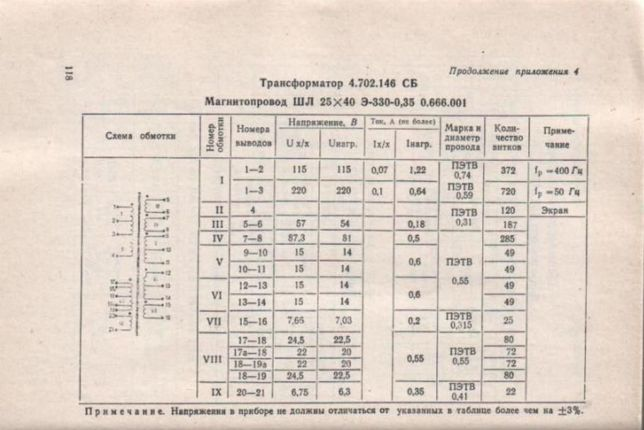 118
Продолжение приложения 4
Трансформатор 4.702.146 СБ
Магнитопровод ШЛ 25×40 Э-330-0,35 0.666.001
Схема обмотки | Номер обмотки | Номера выводов | Напряжение, В | Ток, А (не более) | Марка и диаметр провода | Количество витков | Примечание
U х/х | Uнагр. | Iх/х | Iнагр.
I | 1—2 | 115 | 115 | 0,07 | 1,22 | ПЭТВ 0,74 | 372 | fр=400 Гц
1—3 | 220 | 220 | 0,1 | 0,64 | ПЭТВ 0,59 | 720 | fр=50 Гц
II | 4 | ПЭТВ 0,31 | 120 | Экран
III | 5—6 | 57 | 54 | 0,18 | 187
IV | 7—8 | 87,3 | 81 | 0,5 | ПЭТВ 0,55 | 285
V | 9—10 | 15 | 14 | 0,6 | 49
10—11 | 15 | 14 | 49
VI | 12—13 | 15 | 14 | 0,6 | 49
13—14 | 15 | 14 | 49
VII | 15—16 | 7,65 | 7,03 | 0,2 | ПЭТВ 0,315 | 25
VIII | 17—18 | 24,5 | 22,5 | 0,55 | ПЭТВ 0,55 | 80
17а—18 | 22 | 20 | 72
18—19а | 22 | 20 | 72
18—19 | 24,5 | 22,5 | 80
IX | 20—21 | 6,75 | 6,3 | 0,35 | ПЭТВ 0,41 | 22
Примечание. Напряжения в приборе не должны отличаться от указанных в таблице более чем на ±3%.